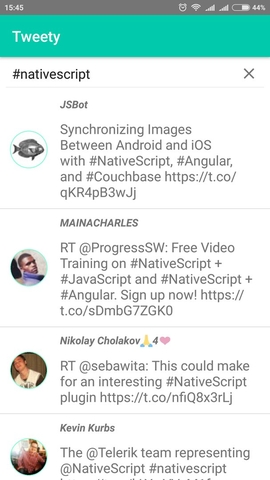 15:45
44%
Tweety
#nativescript
JSBot
Synchronizing Images
Between Android and iOS
with #NativeScript, #Angular,
and #Couchbase https://t.co/
qKR4pB3wJj
MAINACHARLES
RT @ProgressSW: Free Video
Training on #NativeScript +
#JavaScript and #NativeScript +
#Angular. Sign up now! https://
t.co/sDmbG7ZGK0
Nikolay Cholakov🙏4💗
RT @sebawita: This could make
for an interesting #NativeScript
plugin https://t.co/nfiQ8x3rLj
Kevin Kurbs
The @Telerik team representing
@NativeScript #nativescript